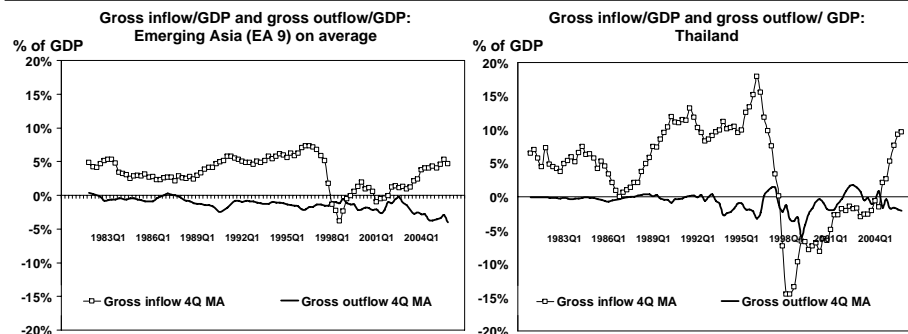 Gross inflow/GDP and gross outflow/GDP:
Emerging Asia (EA 9) on average
% of GDP
20%
15%
10%
5%
0%
-5%
-10%
-15%
-20%
1983Q1 1986Q1 1989Q1 1992Q1 1995Q1 1998Q1 2001Q1 2004Q1
Gross inflow 4Q MA Gross outflow 4Q MA
Gross inflow/GDP and gross outflow/ GDP:
Thailand
% of GDP
20%
15%
10%
5%
0%
-5%
-10%
-15%
-20%
1983Q1 1986Q1 1989Q1 1992Q1 1995Q1 1998Q1 2001Q1 2004Q1
Gross inflow 4Q MA Gross outflow 4Q MA